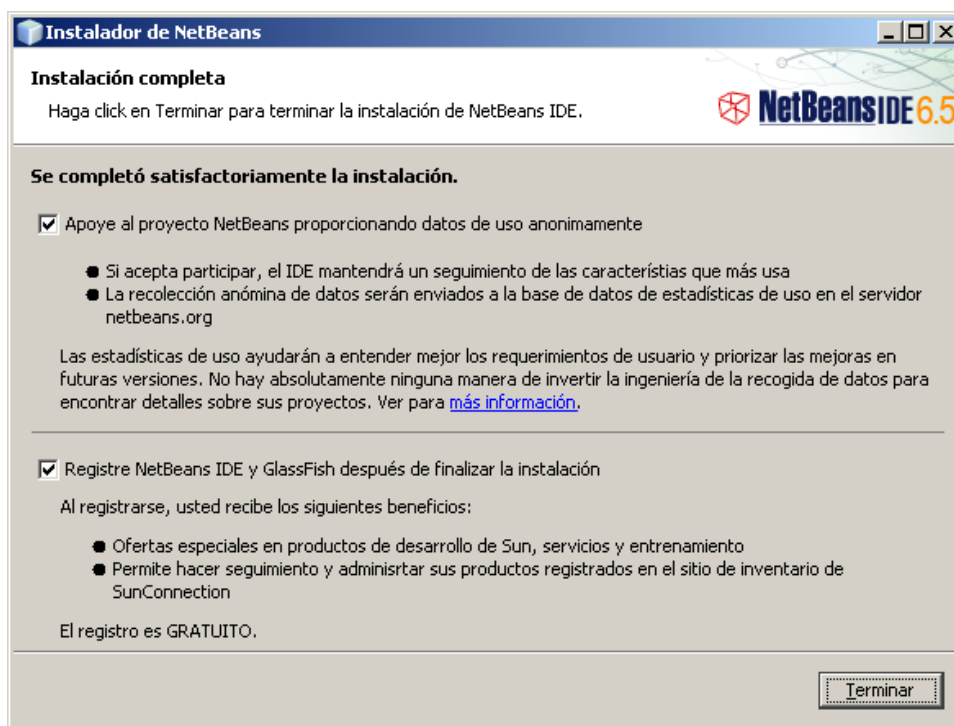 Instalador de NetBeans
Instalación completa
Haga click en Terminar para terminar la instalación de NetBeans IDE.
NetBeans IDE 6.5
Se completó satisfactoriamente la instalación.
Apoye al proyecto NetBeans proporcionando datos de uso anonimamente
Si acepta participar, el IDE mantendrá un seguimiento de las característias que más usa
La recolección anómina de datos serán enviados a la base de datos de estadísticas de uso en el servidor
netbeans.org
Las estadísticas de uso ayudarán a entender mejor los requerimientos de usuario y priorizar las mejoras en
futuras versiones. No hay absolutamente ninguna manera de invertir la ingeniería de la recogida de datos para
encontrar detalles sobre sus proyectos. Ver para más información.
Registre NetBeans IDE y GlassFish después de finalizar la instalación
Al registrarse, usted recibe los siguientes beneficios:
Ofertas especiales en productos de desarrollo de Sun, servicios y entrenamiento
Permite hacer seguimiento y adminisrtar sus productos registrados en el sitio de inventario de
SunConnection
El registro es GRATUITO.
Terminar